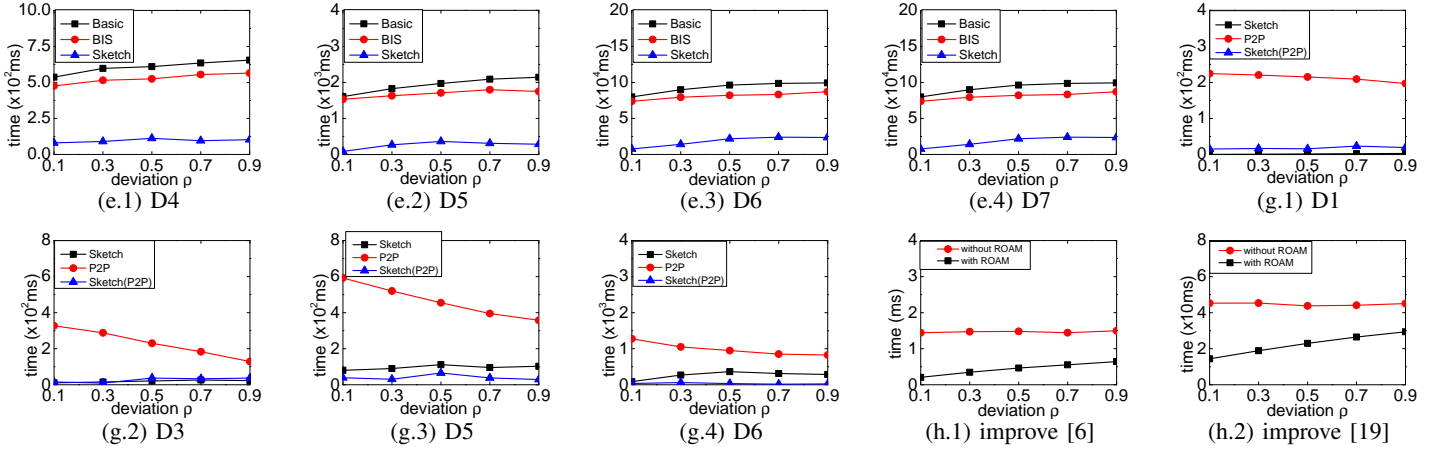 time (x10²ms)
10.0
7.5
5.0
2.5
0.0
Basic
BIS
Sketch
0.1 0.3 0.5 0.7 0.9
deviation ρ
(e.1) D4
time (x10³ms)
4
3
2
1
0
Basic
BIS
Sketch
0.1 0.3 0.5 0.7 0.9
deviation ρ
(e.2) D5
time (x10⁴ms)
20
15
10
5
0
Basic
BIS
Sketch
0.1 0.3 0.5 0.7 0.9
deviation ρ
(e.3) D6
time (x10⁴ms)
20
15
10
5
0
Basic
BIS
Sketch
0.1 0.3 0.5 0.7 0.9
deviation ρ
(e.4) D7
time (x10²ms)
4
3
2
1
0
Sketch
P2P
Sketch(P2P)
0.1 0.3 0.5 0.7 0.9
deviation ρ
(g.1) D1
time (x10²ms)
8
6
4
2
0
Sketch
P2P
Sketch(P2P)
0.1 0.3 0.5 0.7 0.9
deviation ρ
(g.2) D3
time (x10²ms)
8
6
4
2
0
Sketch
P2P
Sketch(P2P)
0.1 0.3 0.5 0.7 0.9
deviation ρ
(g.3) D5
time (x10³ms)
4
3
2
1
0
Sketch
P2P
Sketch(P2P)
0.1 0.3 0.5 0.7 0.9
deviation ρ
(g.4) D6
time (ms)
4
3
2
1
0
without ROAM
with ROAM
0.1 0.3 0.5 0.7 0.9
deviation ρ
(h.1) improve [6]
time (x10ms)
8
6
4
2
0
without ROAM
with ROAM
0.1 0.3 0.5 0.7 0.9
deviation ρ
(h.2) improve [19]